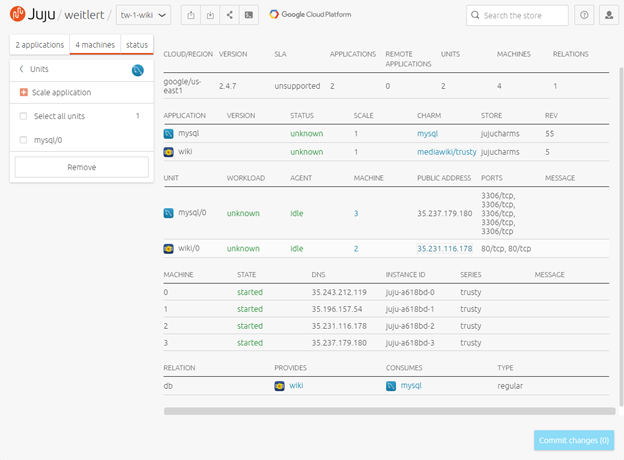 Juju / weitlert / tw-1-wiki Google Cloud Platform Search the store
2 applications 4 machines status
Units
Scale application
Select all units 1
mysql/0
Remove
CLOUD/REGION VERSION SLA APPLICATIONS REMOTE APPLICATIONS UNITS MACHINES RELATIONS
google/us-east1 2.4.7 unsupported 2 0 2 4 1
APPLICATION VERSION STATUS SCALE CHARM STORE REV
mysql unknown 1 mysql jujucharms 55
wiki unknown 1 mediawiki/trusty jujucharms 5
UNIT WORKLOAD AGENT MACHINE PUBLIC ADDRESS PORTS MESSAGE
mysql/0 unknown idle 3 35.237.179.180 3306/tcp, 3306/tcp, 3306/tcp, 3306/tcp, 3306/tcp
wiki/0 unknown idle 2 35.231.116.178 80/tcp, 80/tcp
MACHINE STATE DNS INSTANCE ID SERIES MESSAGE
0 started 35.243.212.119 juju-a618bd-0 trusty
1 started 35.196.157.54 juju-a618bd-1 trusty
2 started 35.231.116.178 juju-a618bd-2 trusty
3 started 35.237.179.180 juju-a618bd-3 trusty
RELATION PROVIDES CONSUMES TYPE
db wiki mysql regular
Commit changes (0)